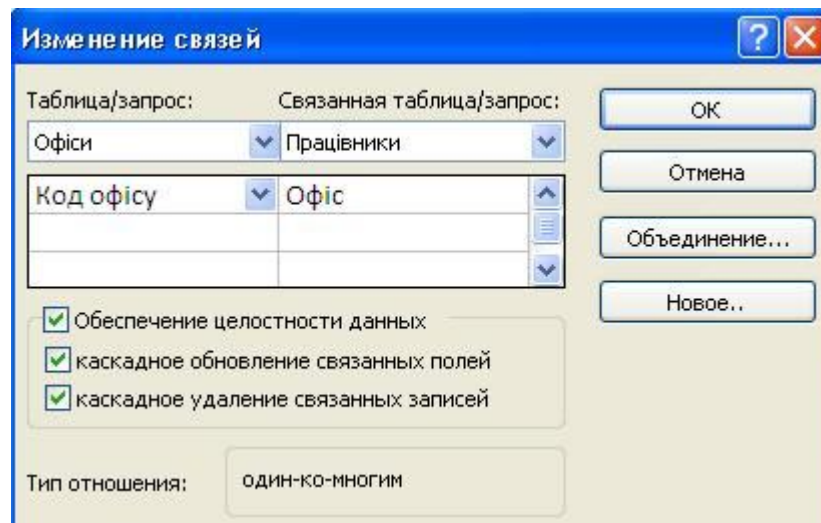 Изменение связей
Таблица/запрос: Связанная таблица/запрос:
Офіси Працівники
Код офісу Офіс
Обеспечение целостности данных
каскадное обновление связанных полей
каскадное удаление связанных записей
Тип отношения: один-ко-многим
ОК
Отмена
Объединение...
Новое..